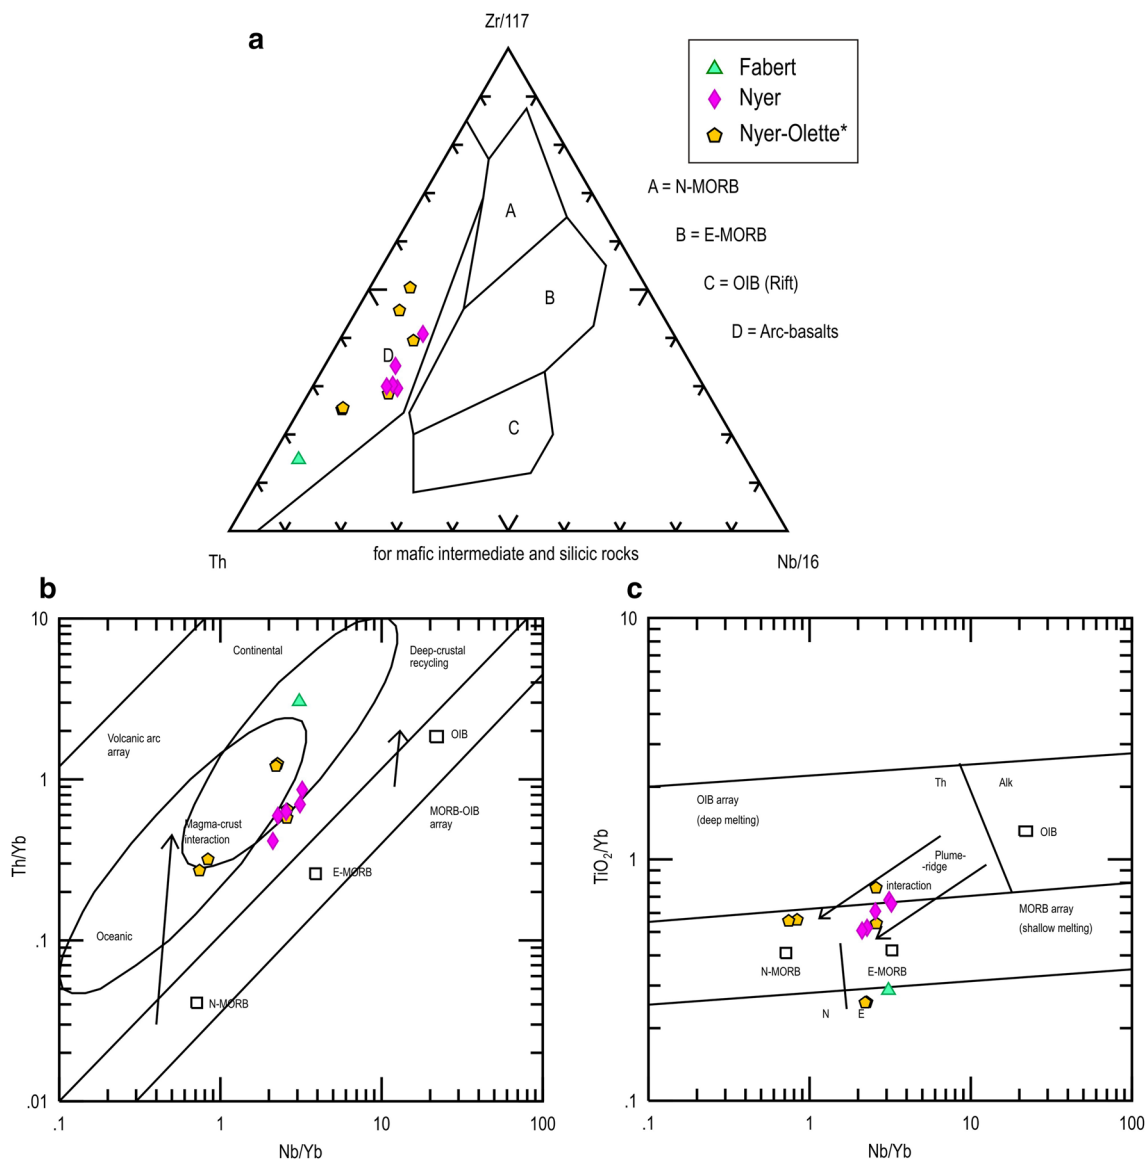 a
Zr/117
Fabert
Nyer
Nyer-Olette*
A = N-MORB
B = E-MORB
C = OIB (Rift)
D = Arc-basalts
A
B
D
C
Th
for mafic intermediate and silicic rocks
Nb/16
b
10
1
.1
.01
Th/Yb
.1
1
10
100
Nb/Yb
Continental
Deep-crustal
recycling
Volcanic arc
array
OIB
MORB-OIB
array
Magma-crust
interaction
E-MORB
Oceanic
N-MORB
c
10
1
.1
TiO2/Yb
.1
1
10
100
Nb/Yb
Th
Alk
OIB array
(deep melting)
OIB
Plume-
-ridge
interaction
MORB array
(shallow melting)
N-MORB
E-MORB
N
E